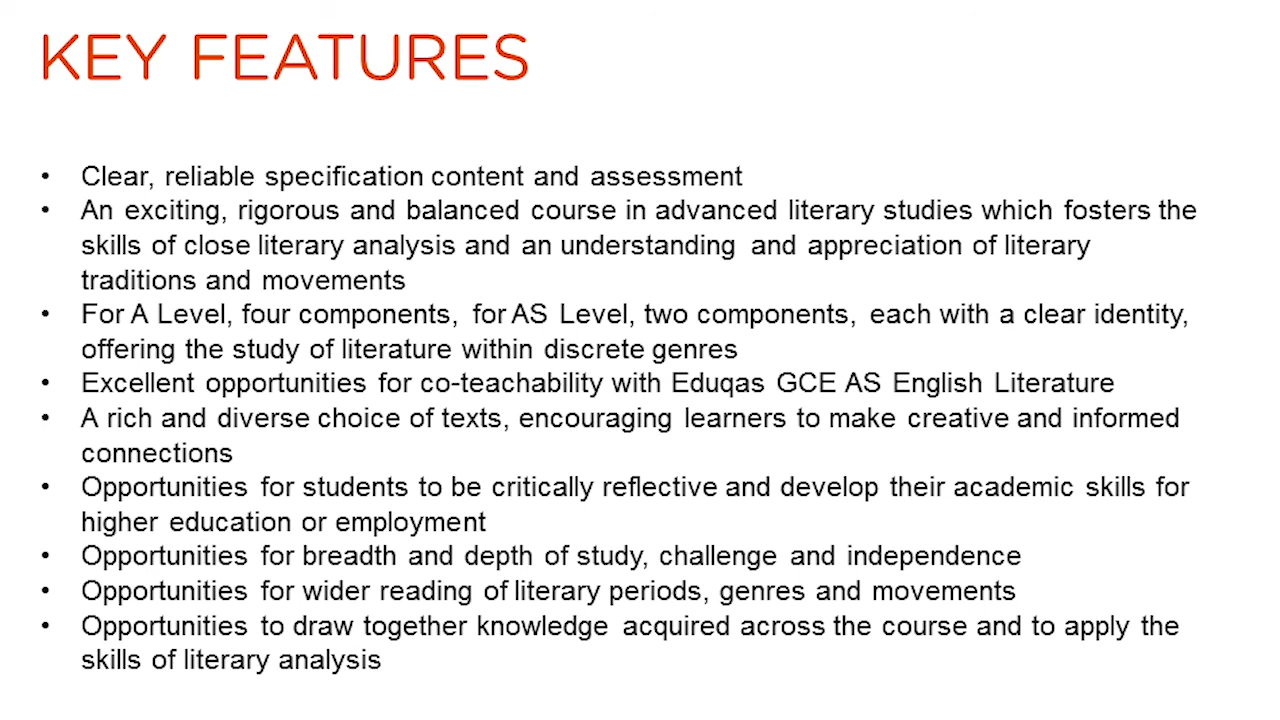 KEY FEATURES
• Clear, reliable specification content and assessment
• An exciting, rigorous and balanced course in advanced literary studies which fosters the
skills of close literary analysis and an understanding and appreciation of literary
traditions and movements
• For A Level, four components, for AS Level, two components, each with a clear identity,
offering the study of literature within discrete genres
• Excellent opportunities for co-teachability with Eduqas GCE AS English Literature
• A rich and diverse choice of texts, encouraging learners to make creative and informed
connections
• Opportunities for students to be critically reflective and develop their academic skills for
higher education or employment
• Opportunities for breadth and depth of study, challenge and independence
• Opportunities for wider reading of literary periods, genres and movements
• Opportunities to draw together knowledge acquired across the course and to apply the
skills of literary analysis